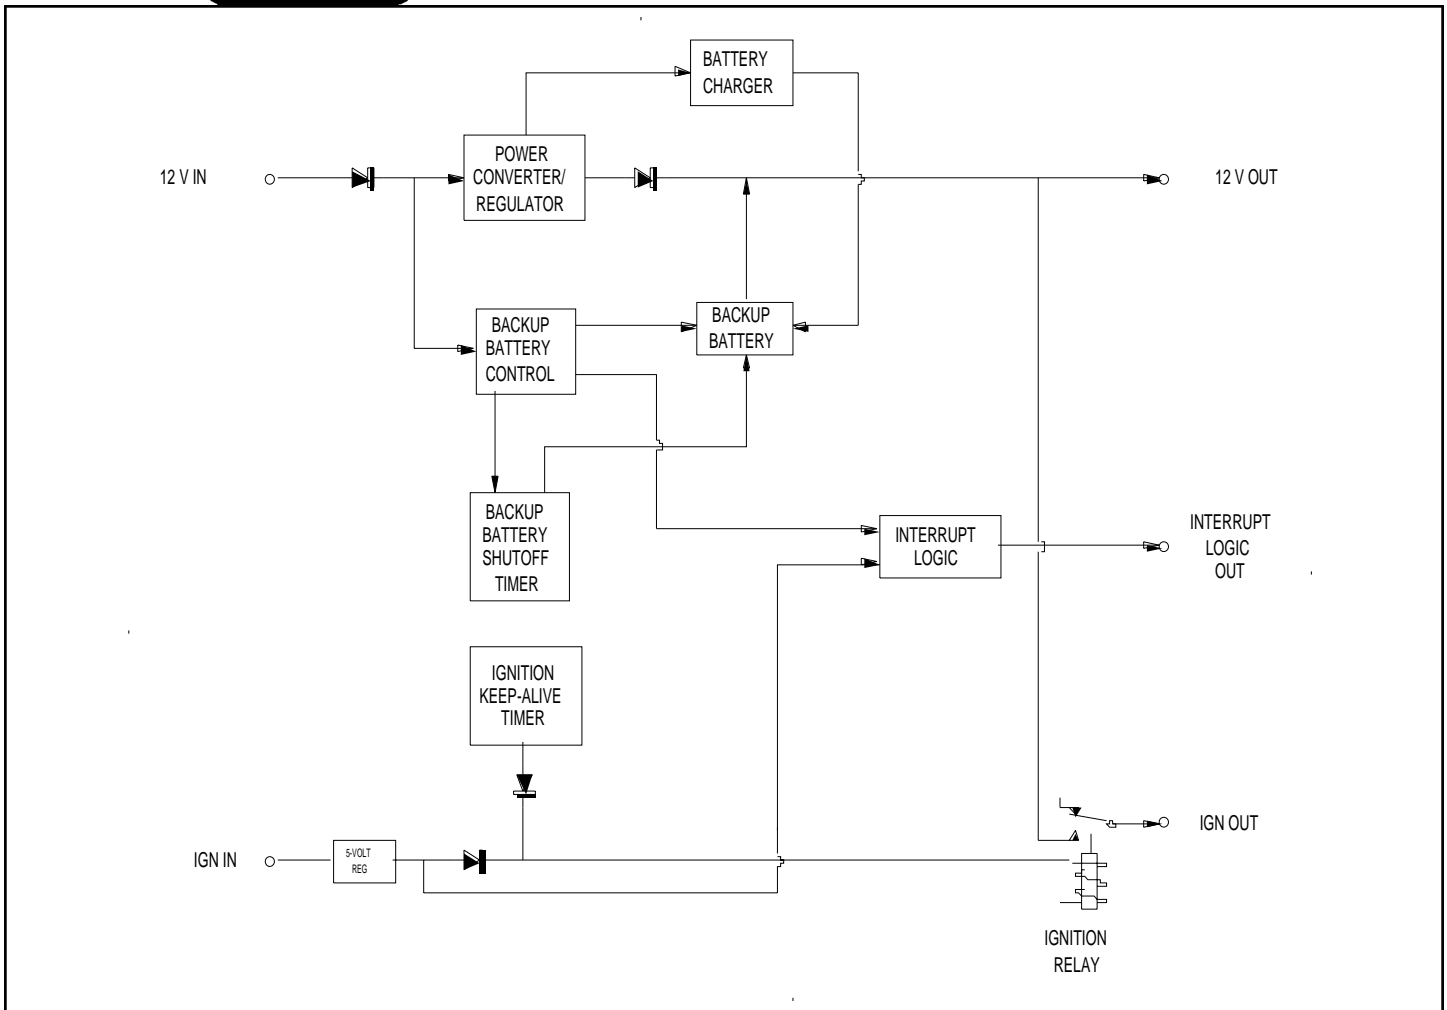 BATTERY
CHARGER
POWER
CONVERTER/
REGULATOR
12 V IN
12 V OUT
BACKUP
BATTERY
CONTROL
BACKUP
BATTERY
BACKUP
BATTERY
SHUTOFF
TIMER
INTERRUPT
LOGIC
INTERRUPT
LOGIC
OUT
IGNITION
KEEP-ALIVE
TIMER
IGN IN
5-VOLT
REG
IGN OUT
IGNITION
RELAY